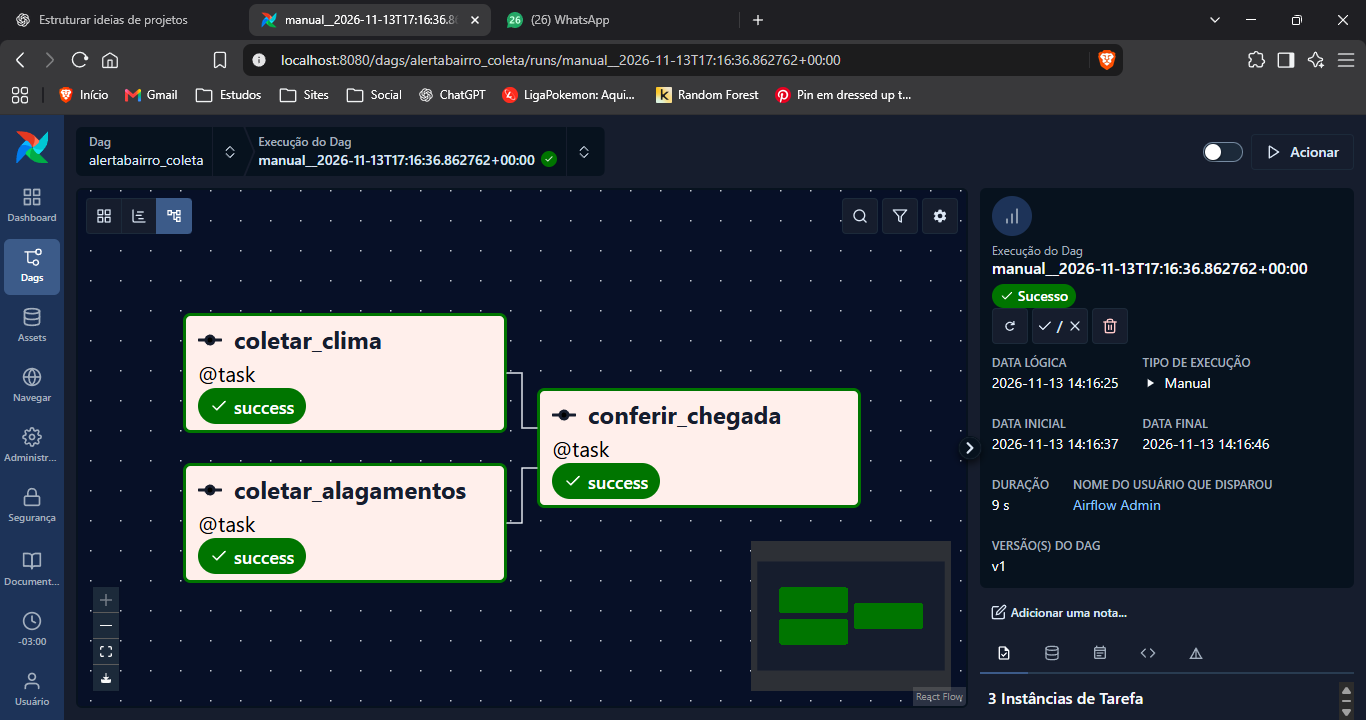 Estruturar ideias de projetos
manual__2026-11-13T17:16:36.8
26
(26) WhatsApp
localhost:8080/dags/alertabairro_coleta/runs/manual__2026-11-13T17:16:36.862762+00:00
Início
Gmail
Estudos
Sites
Social
ChatGPT
LigaPokemon: Aqui...
Random Forest
Pin em dressed up t...
Dag
alertabairro_coleta
Execução do Dag
manual__2026-11-13T17:16:36.862762+00:00
Acionar
Dashboard
Dags
Assets
Navegar
Administr...
Segurança
Document...
-03:00
Usuário
coletar_clima
@task
success
coletar_alagamentos
@task
success
conferir_chegada
@task
success
React Flow
Execução do Dag
manual__2026-11-13T17:16:36.862762+00:00
Sucesso
/
DATA LÓGICA
2026-11-13 14:16:25
TIPO DE EXECUÇÃO
Manual
DATA INICIAL
2026-11-13 14:16:37
DATA FINAL
2026-11-13 14:16:46
DURAÇÃO
9 s
NOME DO USUÁRIO QUE DISPAROU
Airflow Admin
VERSÃO(S) DO DAG
v1
Adicionar uma nota...
3 Instâncias de Tarefa